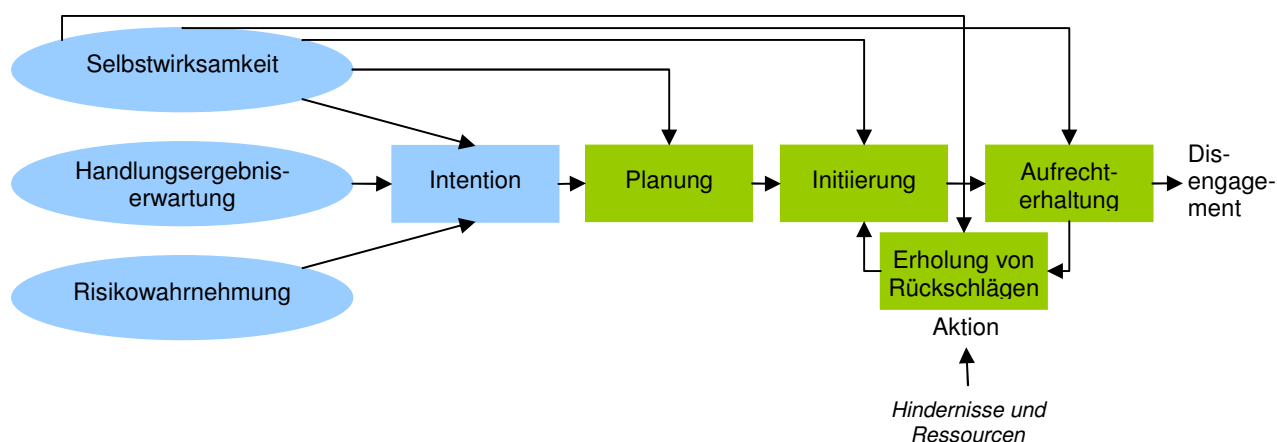 Selbstwirksamkeit
Handlungsergebnis-
erwartung
Risikowahrnehmung
Intention
Planung
Initiierung
Aufrecht-
erhaltung
Dis-
engage-
ment
Erholung von
Rückschlägen
Aktion
Hindernisse und
Ressourcen